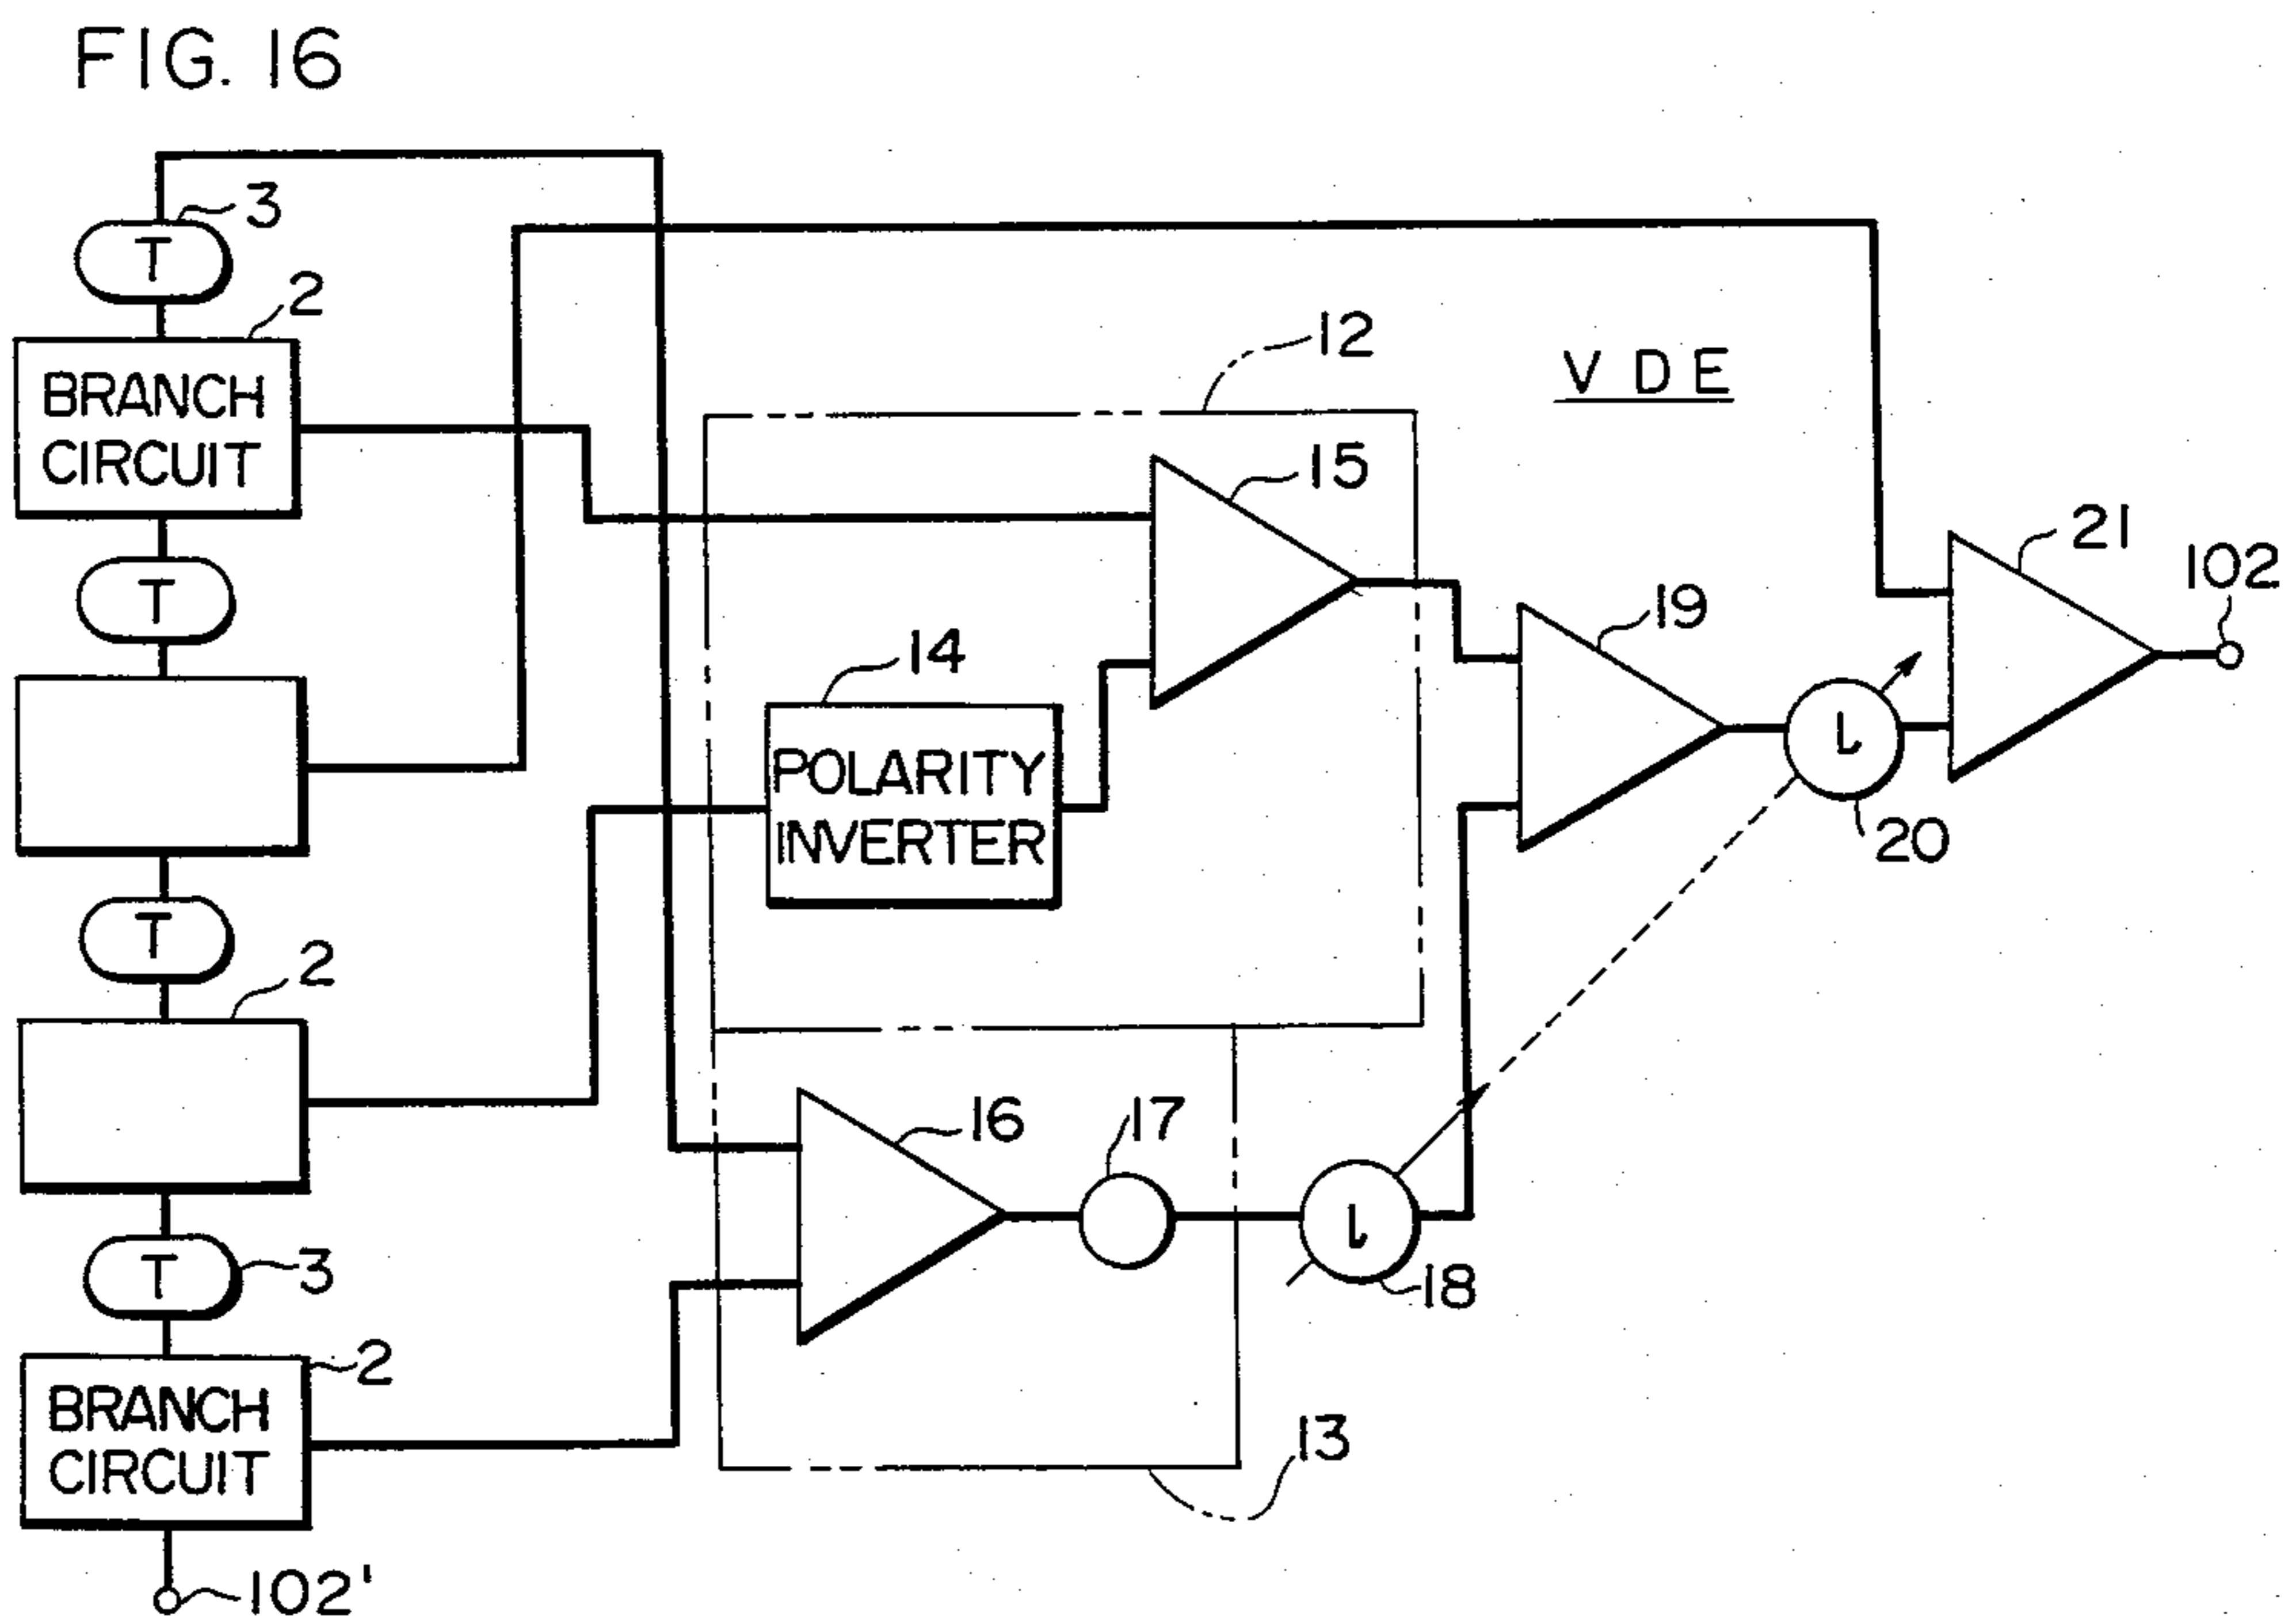 FIG. 16
3
T
2
BRANCH
CIRCUIT
12
V D E
15
T
14
POLARITY
INVERTER
19
21
102
20
T
2
16
17
T
3
18
2
BRANCH
CIRCUIT
13
102'